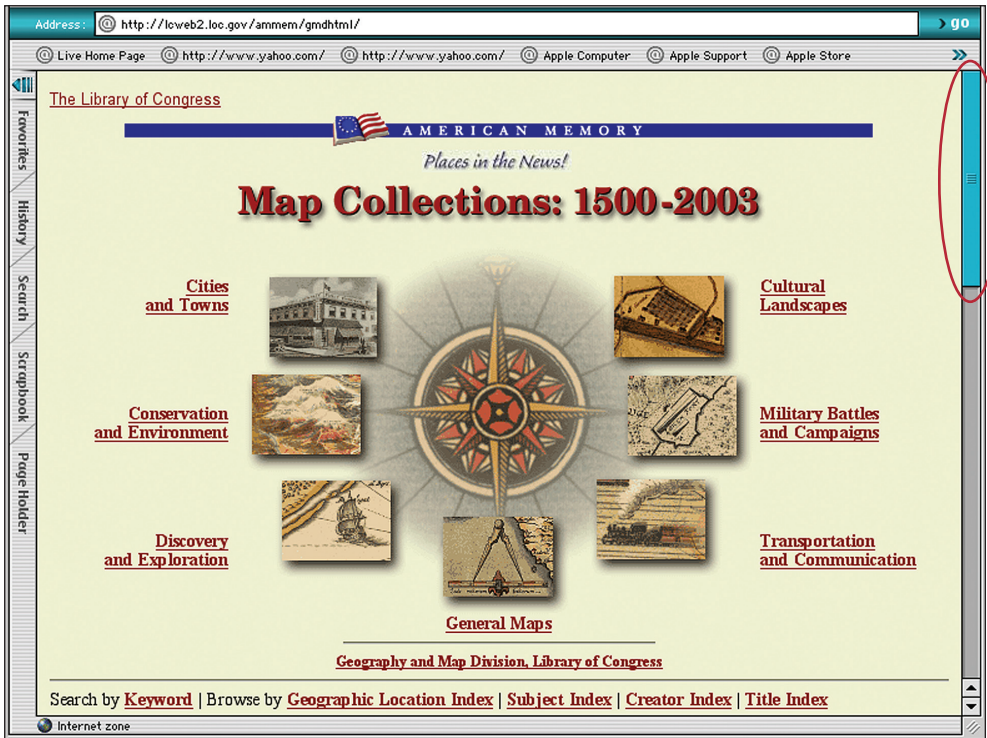 Address: http://lcweb2.loc.gov/ammem/gmdhtml/ go
Live Home Page http://www.yahoo.com/ http://www.yahoo.com/ Apple Computer Apple Support Apple Store
Favorites
History
Search
Scrapbook
Page Holder
The Library of Congress
AMERICAN MEMORY
Places in the News!
Map Collections: 1500-2003
Cities
and Towns
Cultural
Landscapes
Conservation
and Environment
Military Battles
and Campaigns
Discovery
and Exploration
Transportation
and Communication
General Maps
Geography and Map Division, Library of Congress
Search by Keyword | Browse by Geographic Location Index | Subject Index | Creator Index | Title Index
Internet zone